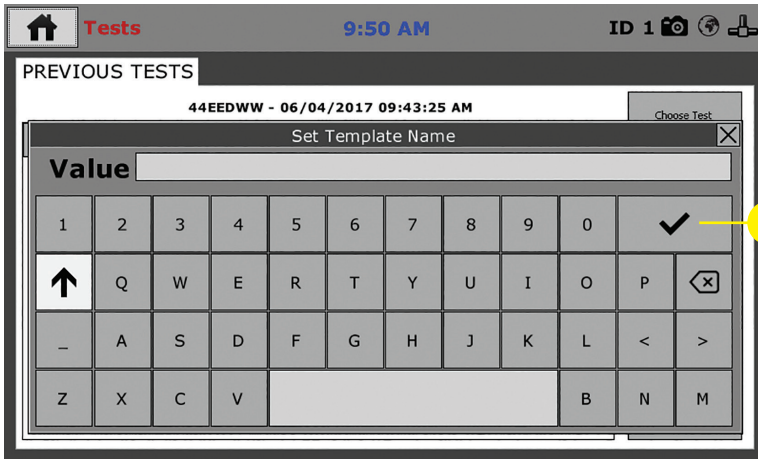 Tests 9:50 AM ID 1
PREVIOUS TESTS
44EEDWW - 06/04/2017 09:43:25 AM
Choose Test
Set Template Name
Value
1 2 3 4 5 6 7 8 9 0
Q W E R T Y U I O P
_ A S D F G H J K L < >
Z X C V B N M